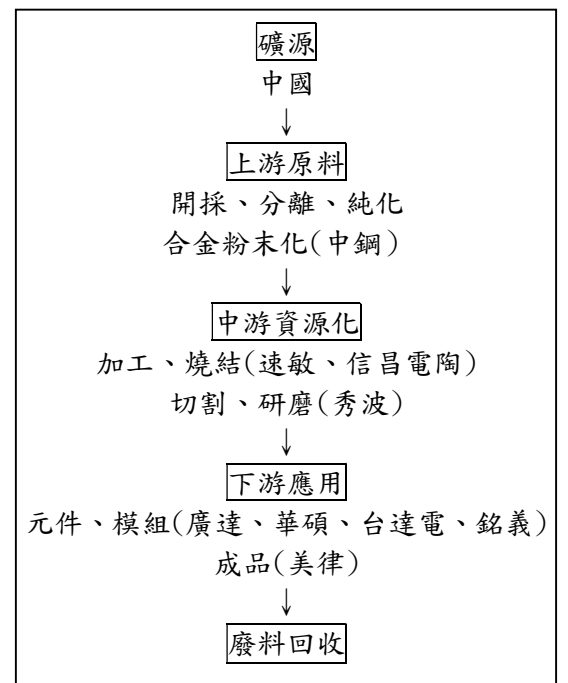 礦源
中國
↓
上游原料
開採、分離、純化
合金粉末化(中鋼)
↓
中游資源化
加工、燒結(速敏、信昌電陶)
切割、研磨(秀波)
↓
下游應用
元件、模組(廣達、華碩、台達電、銘義)
成品(美律)
↓
廢料回收